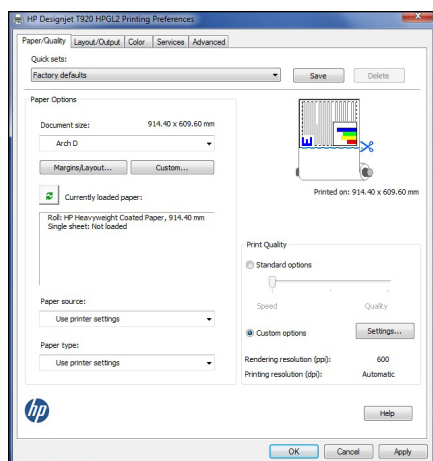 HP Designjet T920 HPGL2 Printing Preferences
Paper/Quality Layout/Output Color Services Advanced
Quick sets:
Factory defaults
Save Delete
Paper Options
Document size: 914.40 x 609.60 mm
Arch D
Margins/Layout... Custom...
Currently loaded paper:
Roll: HP Heavyweight Coated Paper, 914.40 mm
Single sheet: Not loaded
Paper source:
Use printer settings
Paper type:
Use printer settings
Printed on: 914.40 x 609.60 mm
Print Quality
Standard options
Speed Quality
Custom options Settings...
Rendering resolution (ppi): 600
Printing resolution (dpi): Automatic
hp
Help
OK Cancel Apply